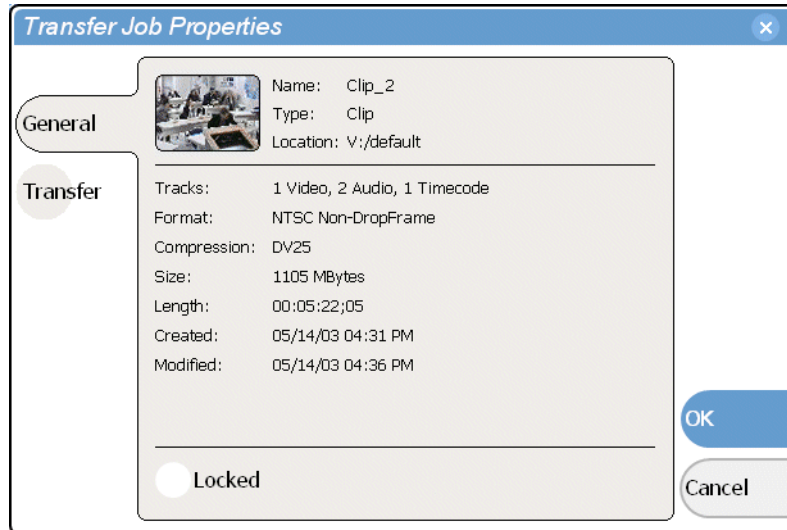 Transfer Job Properties
General
Transfer
Name: Clip_2
Type: Clip
Location: V:/default
Tracks: 1 Video, 2 Audio, 1 Timecode
Format: NTSC Non-DropFrame
Compression: DV25
Size: 1105 MBytes
Length: 00:05:22;05
Created: 05/14/03 04:31 PM
Modified: 05/14/03 04:36 PM
Locked
OK
Cancel